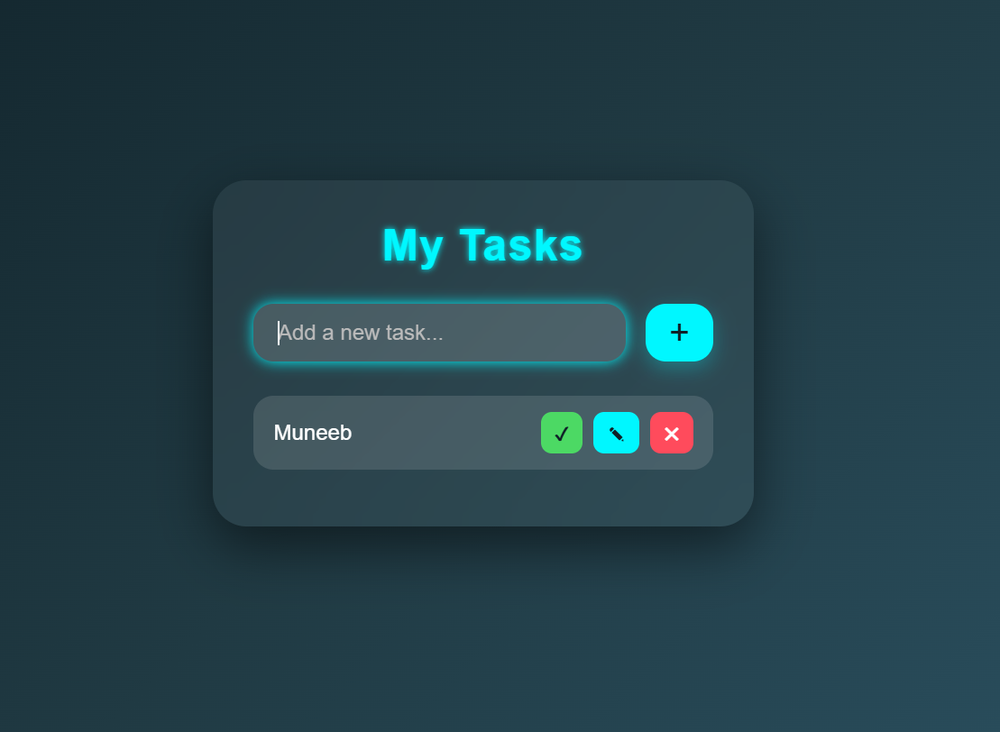 My Tasks
Add a new task...
+
Muneeb ✓ ✎ ✕